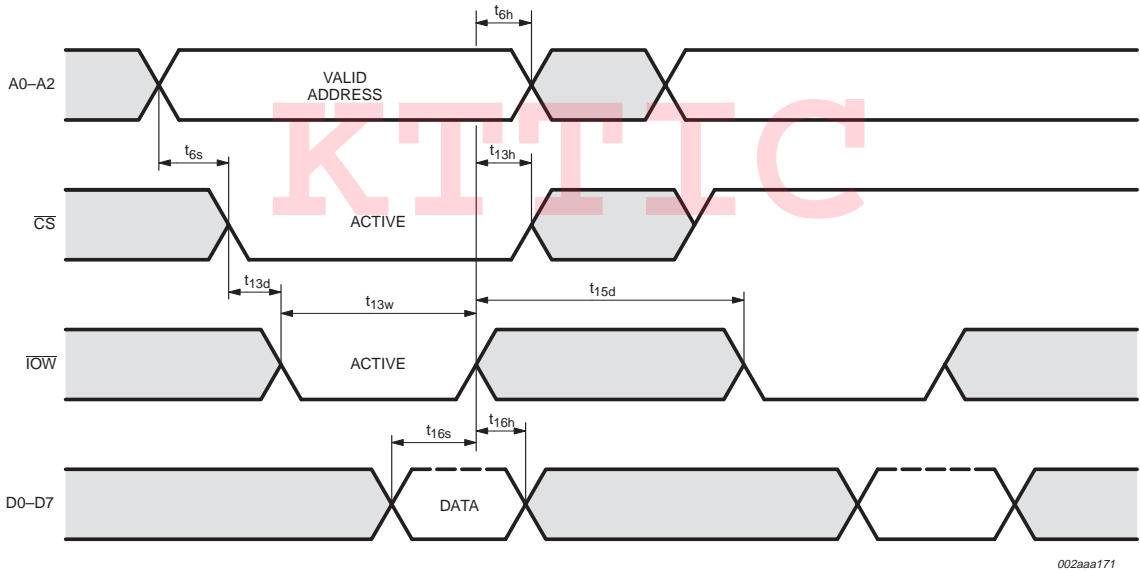 t6h
A0–A2
VALID
ADDRESS
KTTIC
t6s
t13h
CS
ACTIVE
t13d
t13w
t15d
IOW
ACTIVE
t16s
t16h
D0–D7
DATA
002aaa171